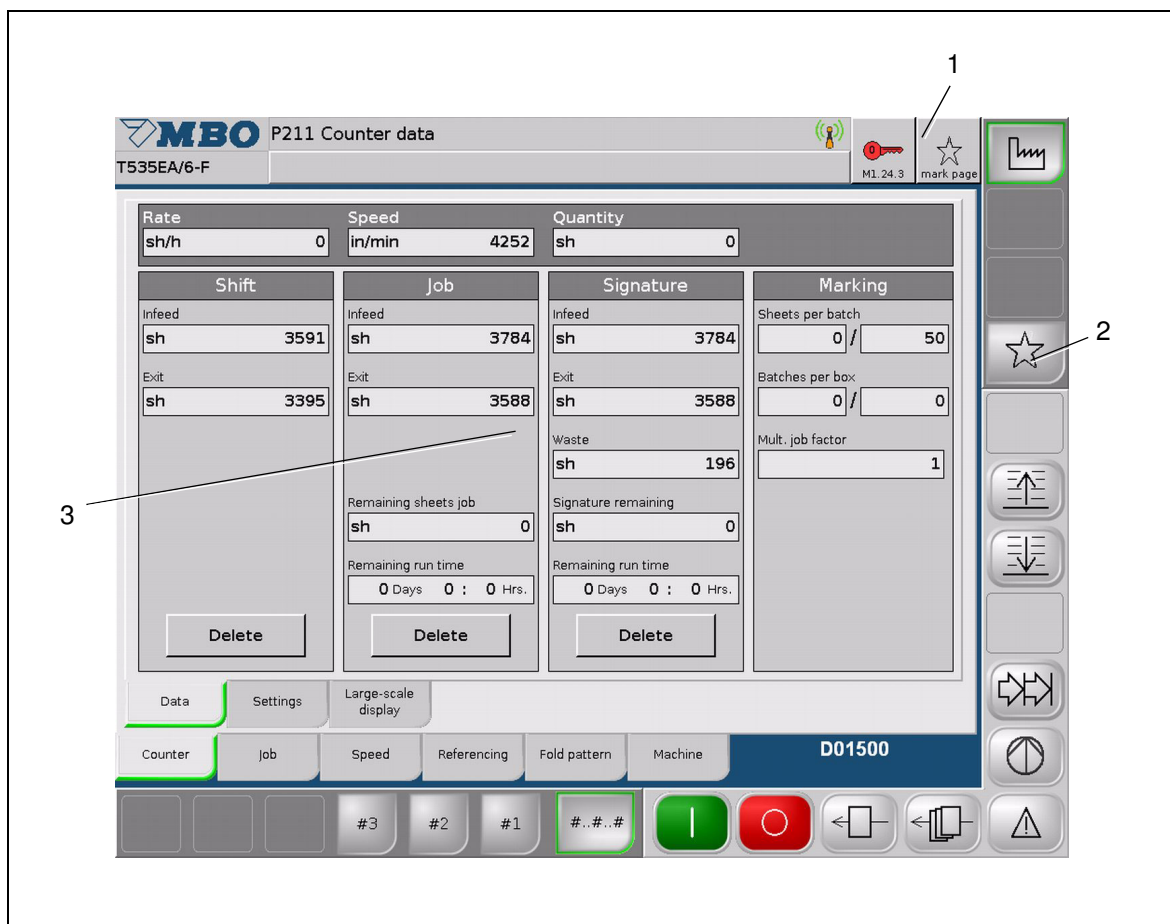 1
MBO P211 Counter data
T535EA/6-F
M1.24.3 mark page
Rate Speed Quantity
sh/h 0 in/min 4252 sh 0
Shift Job Signature Marking
Infeed Infeed Infeed Sheets per batch
sh 3591 sh 3784 sh 3784 0 / 50
2
Exit Exit Exit Batches per box
sh 3395 sh 3588 sh 3588 0 / 0
Waste Mult. job factor
sh 196 1
3
Remaining sheets job Signature remaining
sh 0 sh 0
Remaining run time Remaining run time
0 Days 0 : 0 Hrs. 0 Days 0 : 0 Hrs.
Delete Delete Delete
Data Settings Large-scale
display
Counter Job Speed Referencing Fold pattern Machine D01500
#3 #2 #1 #..#..#